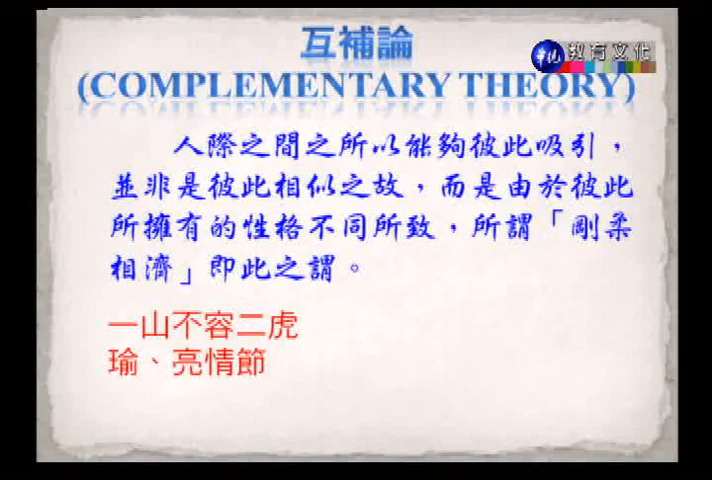 互補論
華視 教育文化
(COMPLEMENTARY THEORY)
人際之間之所以能夠彼此吸引，
並非是彼此相似之故，而是由於彼此
所擁有的性格不同所致，所謂「剛柔
相濟」即此之謂。
一山不容二虎
瑜、亮情節